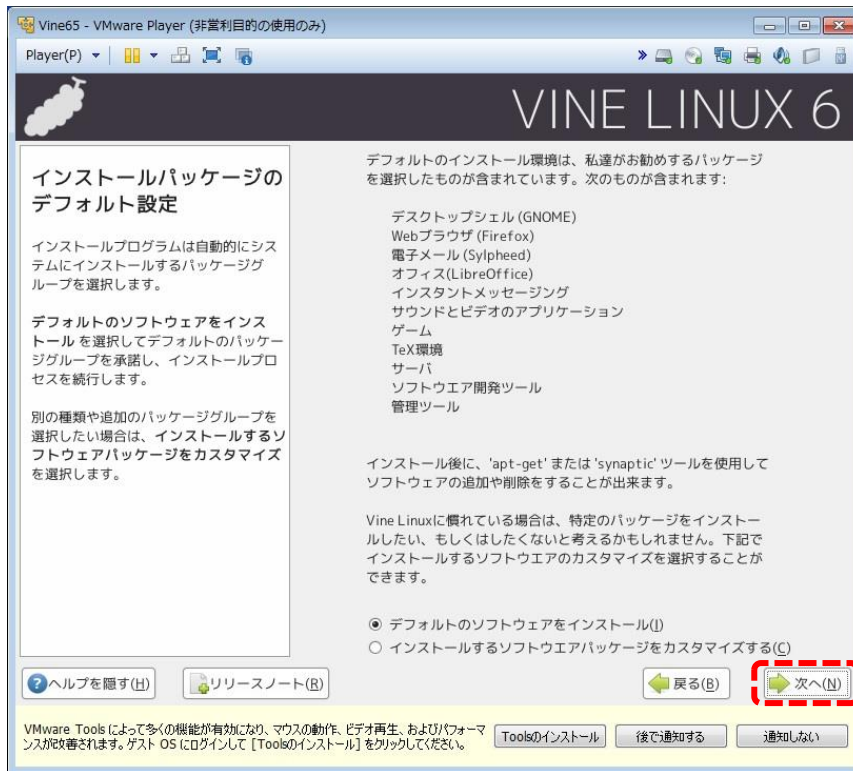 Vine65 - VMware Player (非営利目的の使用のみ)
Player(P)
VINE LINUX 6
インストールパッケージの
デフォルト設定
インストールプログラムは自動的にシス
テムにインストールするパッケージグ
ループを選択します。
デフォルトのソフトウェアをインス
トール を選択してデフォルトのパッケー
ジグループを承諾し、インストールプロ
セスを続行します。
別の種類や追加のパッケージグループを
選択したい場合は、インストールするソ
フトウェアパッケージをカスタマイズ
を選択します。
デフォルトのインストール環境は、私達がお勧めするパッケージ
を選択したものが含まれています。次のものが含まれます:
デスクトップシェル (GNOME)
Webブラウザ (Firefox)
電子メール (Sylpheed)
オフィス(LibreOffice)
インスタントメッセージング
サウンドとビデオのアプリケーション
ゲーム
TeX環境
サーバ
ソフトウエア開発ツール
管理ツール
インストール後に、'apt-get' または 'synaptic' ツールを使用して
ソフトウェアの追加や削除をすることが出来ます。
Vine Linuxに慣れている場合は、特定のパッケージをインストー
ルしたい、もしくはしたくないと考えるかもしれません。下記で
インストールするソフトウエアのカスタマイズを選択することが
できます。
デフォルトのソフトウェアをインストール(I)
インストールするソフトウエアパッケージをカスタマイズする(C)
ヘルプを隠す(H) リリースノート(R) 戻る(B) 次へ(N)
VMware Tools によって多くの機能が有効になり、マウスの動作、ビデオ再生、およびパフォーマ
ンスが改善されます。ゲスト OS にログインして [Toolsのインストール] をクリックしてください。
Toolsのインストール 後で通知する 通知しない